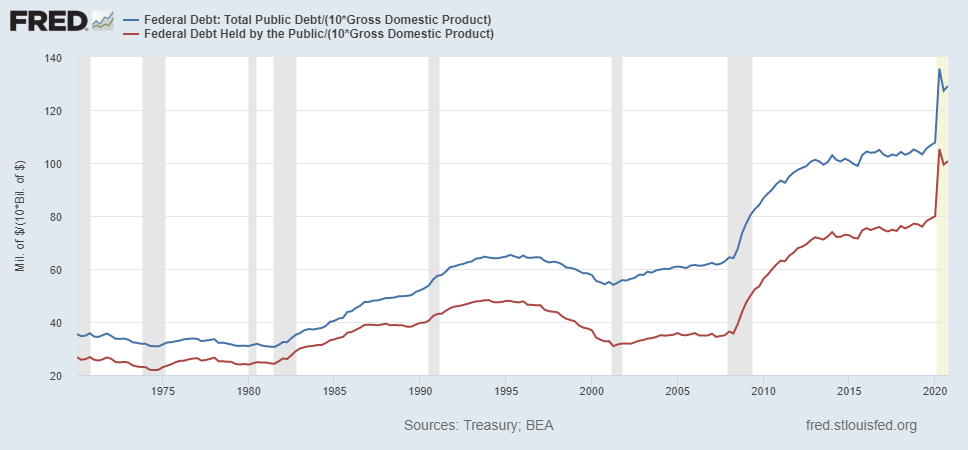 FRED
Federal Debt: Total Public Debt/(10*Gross Domestic Product)
Federal Debt Held by the Public/(10*Gross Domestic Product)
Mil. of $/(10*Bil. of $)
140
120
100
80
60
40
20
1975 1980 1985 1990 1995 2000 2005 2010 2015 2020
Sources: Treasury; BEA
fred.stlouisfed.org